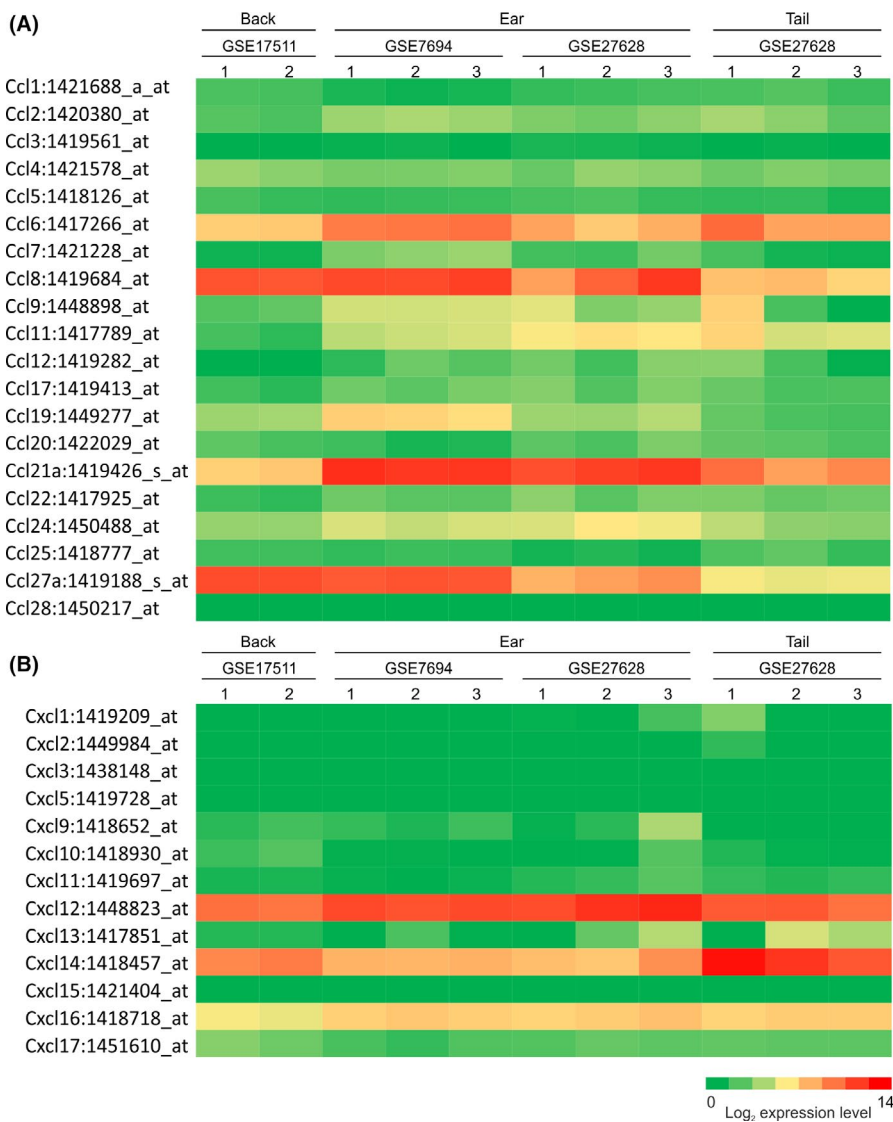 (A)
Back Ear Tail
GSE17511 GSE7694 GSE27628 GSE27628
1 2 1 2 3 1 2 3 1 2 3
Ccl1:1421688_a_at
Ccl2:1420380_at
Ccl3:1419561_at
Ccl4:1421578_at
Ccl5:1418126_at
Ccl6:1417266_at
Ccl7:1421228_at
Ccl8:1419684_at
Ccl9:1448898_at
Ccl11:1417789_at
Ccl12:1419282_at
Ccl17:1419413_at
Ccl19:1449277_at
Ccl20:1422029_at
Ccl21a:1419426_s_at
Ccl22:1417925_at
Ccl24:1450488_at
Ccl25:1418777_at
Ccl27a:1419188_s_at
Ccl28:1450217_at
(B)
Back Ear Tail
GSE17511 GSE7694 GSE27628 GSE27628
1 2 1 2 3 1 2 3 1 2 3
Cxcl1:1419209_at
Cxcl2:1449984_at
Cxcl3:1438148_at
Cxcl5:1419728_at
Cxcl9:1418652_at
Cxcl10:1418930_at
Cxcl11:1419697_at
Cxcl12:1448823_at
Cxcl13:1417851_at
Cxcl14:1418457_at
Cxcl15:1421404_at
Cxcl16:1418718_at
Cxcl17:1451610_at
0 14
Log₂ expression level